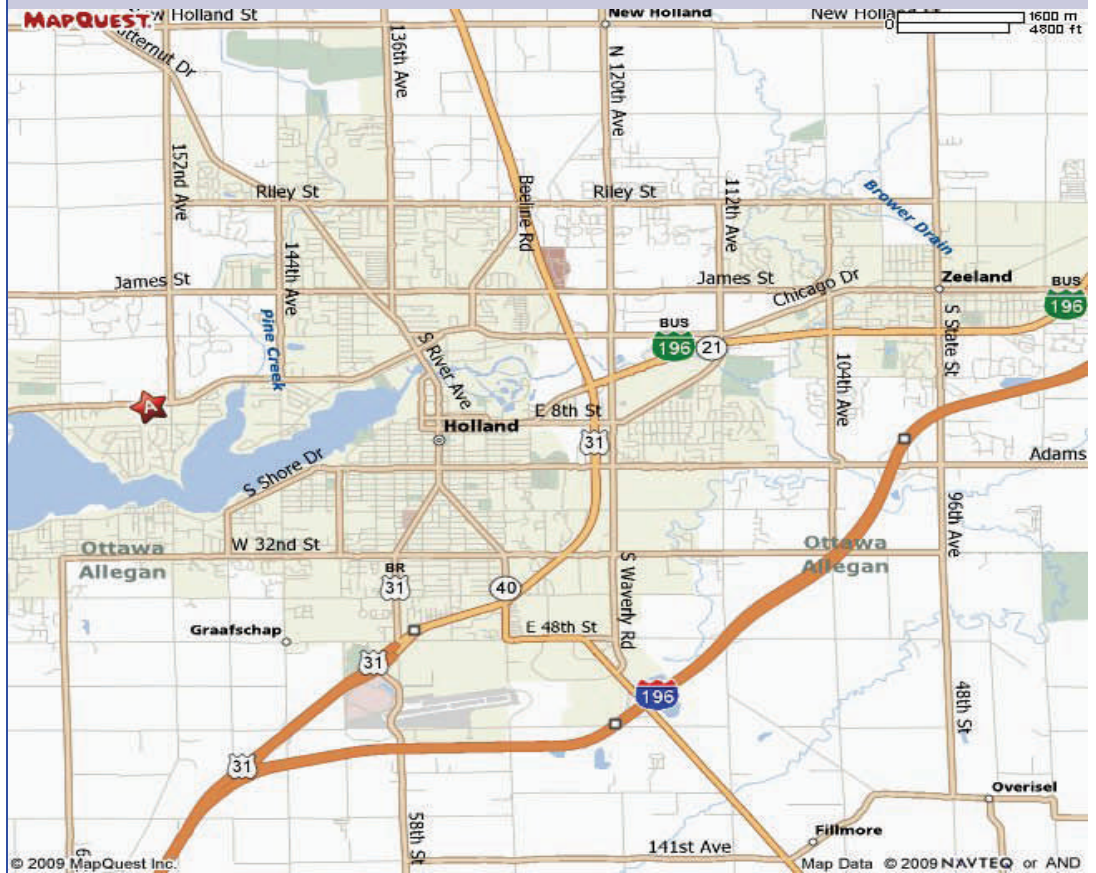 MAPQUEST.
New Holland St
New Holland
New Holland St
0
1600 m
4800 ft
Butternut Dr
136th Ave
N 120th Ave
152nd Ave
Riley St
Beeline Rd
Riley St
112th Ave
Brower Drain
144th Ave
James St
James St
Chicago Dr
Zeeland
BUS
196
Pine Creek
S River Ave
BUS
196
21
S State St
104th Ave
A
E 8th St
Holland
31
S Shore Dr
Adams
96th Ave
Ottawa
Allegan
W 32nd St
Ottawa
Allegan
BR
31
40
S Waverly Rd
Graafschap
E 48th St
31
196
48th St
31
Overisel
58th St
Fillmore
141st Ave
© 2009 MapQuest Inc.
Map Data © 2009 NAVTEQ or AND